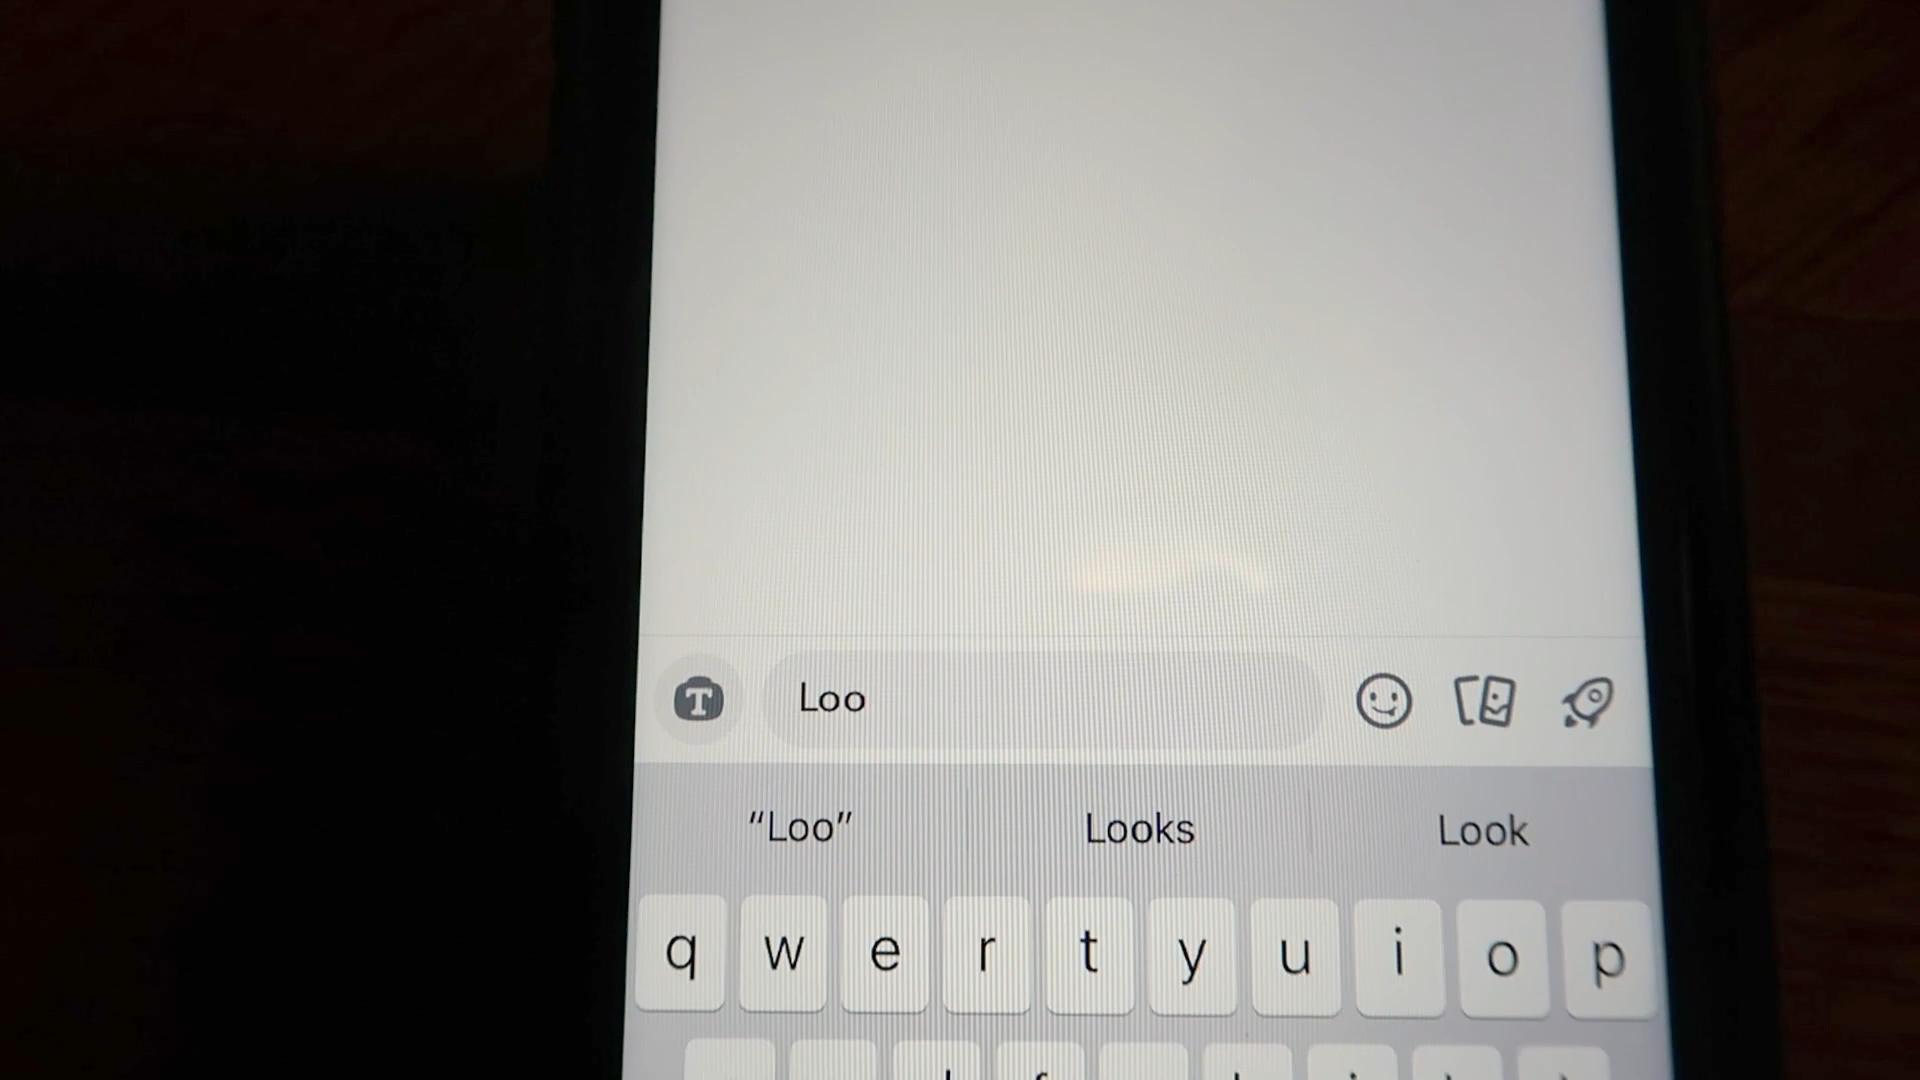 T Loo
“Loo” Looks Look
q w e r t y u i o p